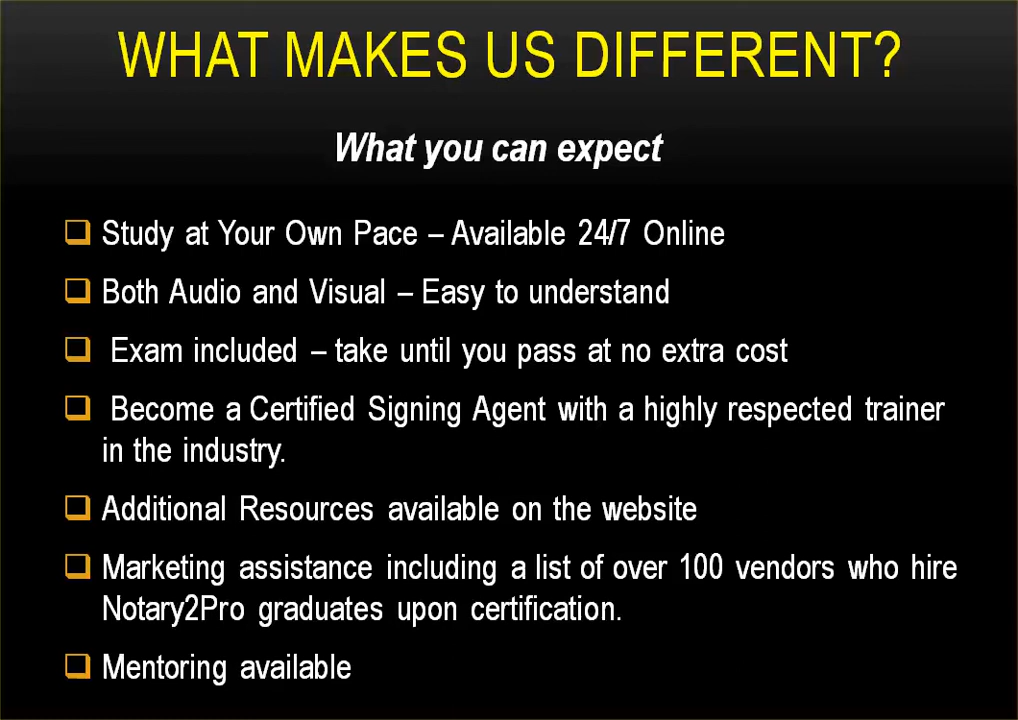 WHAT MAKES US DIFFERENT?
What you can expect
Study at Your Own Pace – Available 24/7 Online
Both Audio and Visual – Easy to understand
Exam included – take until you pass at no extra cost
Become a Certified Signing Agent with a highly respected trainer
in the industry.
Additional Resources available on the website
Marketing assistance including a list of over 100 vendors who hire
Notary2Pro graduates upon certification.
Mentoring available